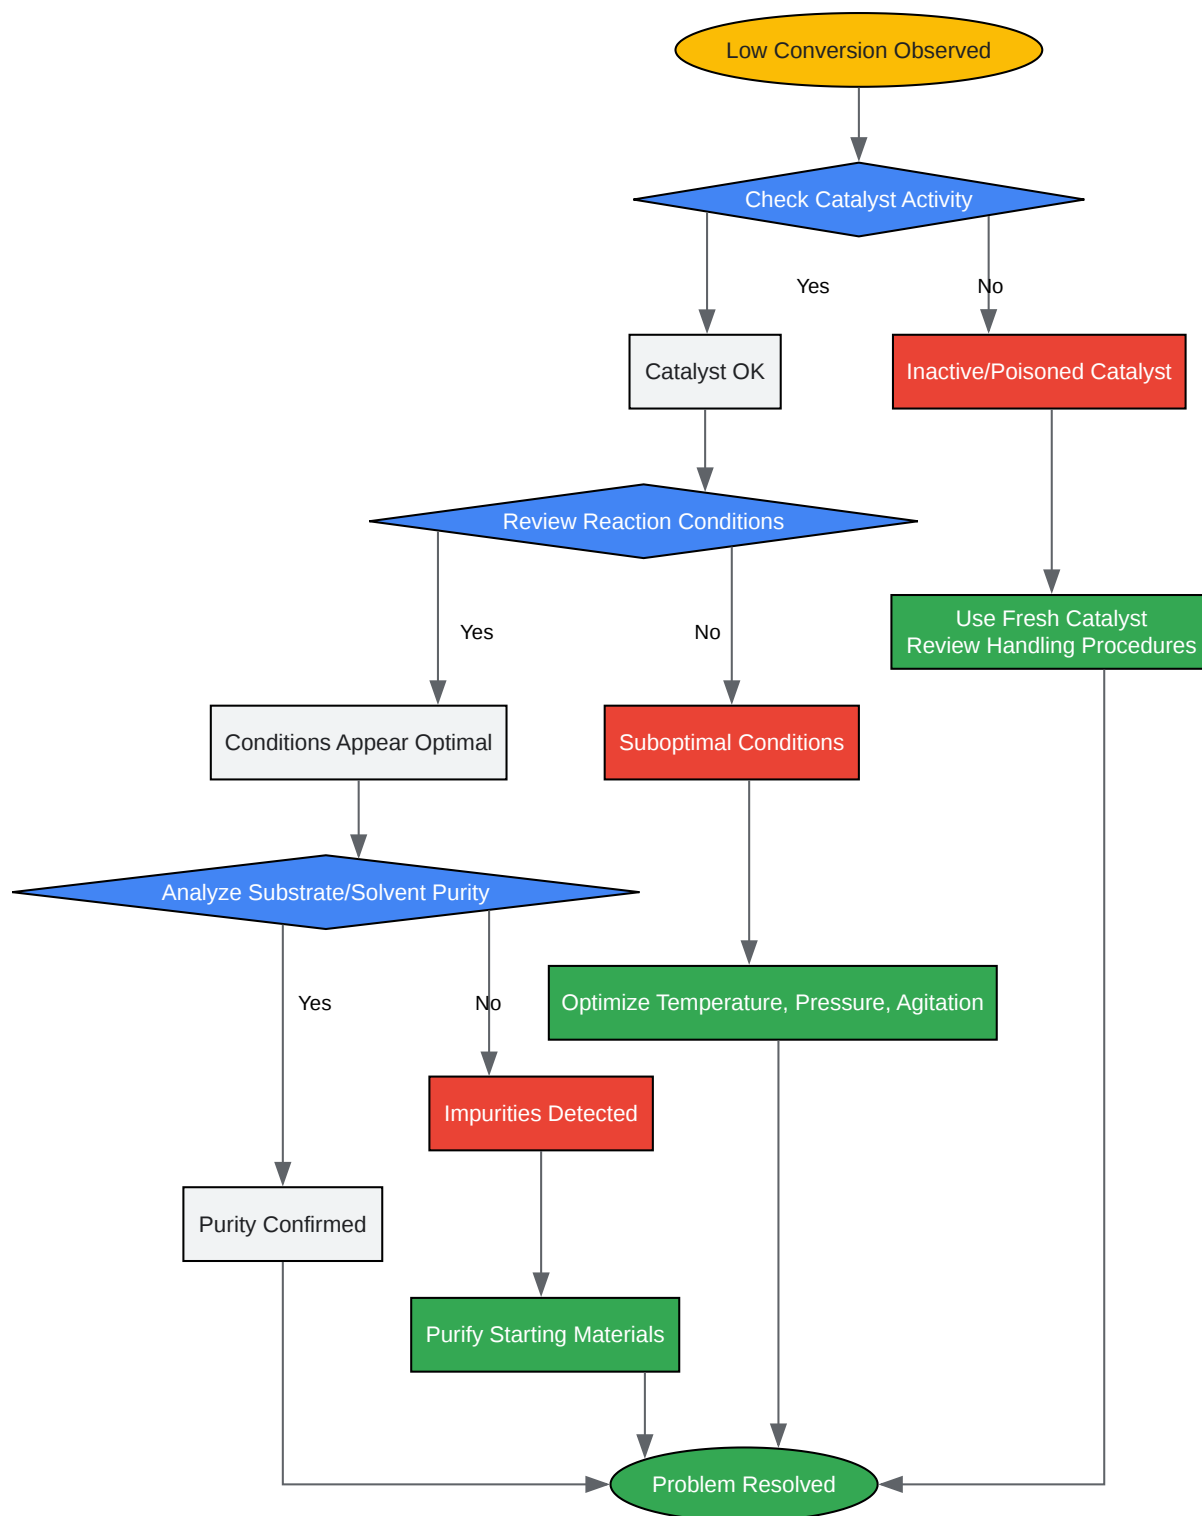 Low Conversion Observed
Check Catalyst Activity
Yes
No
Catalyst OK
Inactive/Poisoned Catalyst
Review Reaction Conditions
Use Fresh Catalyst
Review Handling Procedures
Yes
No
Conditions Appear Optimal
Suboptimal Conditions
Analyze Substrate/Solvent Purity
Yes
No
Optimize Temperature, Pressure, Agitation
Impurities Detected
Purity Confirmed
Purify Starting Materials
Problem Resolved